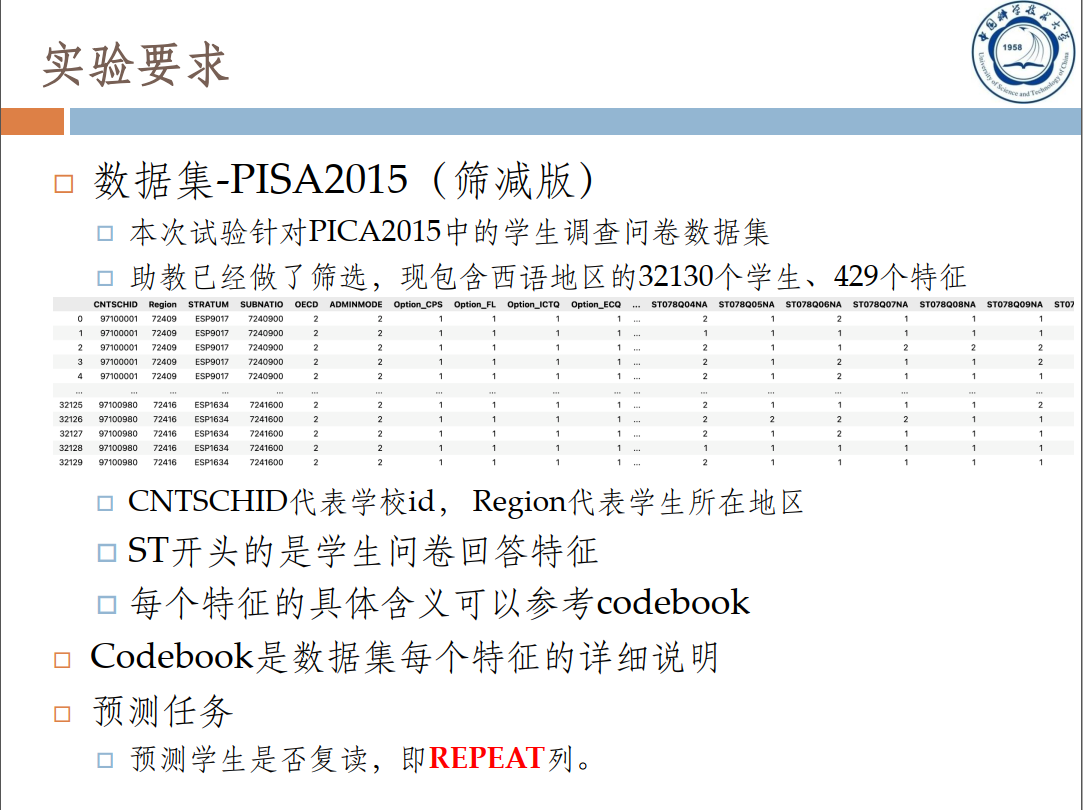 实验要求
中国科学技术大学
1958
University of Science and Technology of China
数据集-PISA2015（筛减版）
本次试验针对PICA2015中的学生调查问卷数据集
助教已经做了筛选，现包含西语地区的32130个学生、429个特征
CNTSCHID Region STRATUM SUBNATIO OECD ADMINMODE Option_CPS Option_FL Option_ICTQ Option_ECQ ... ST078Q04NA ST078Q05NA ST078Q06NA ST078Q07NA ST078Q08NA ST078Q09NA ST07
0 97100001 72409 ESP9017 7240900 2 2 1 1 1 1 ... 2 1 2 1 1 1
1 97100001 72409 ESP9017 7240900 2 2 1 1 1 1 ... 1 1 1 1 1 1
2 97100001 72409 ESP9017 7240900 2 2 1 1 1 1 ... 2 1 1 2 2 2
3 97100001 72409 ESP9017 7240900 2 2 1 1 1 1 ... 2 1 2 1 1 2
4 97100001 72409 ESP9017 7240900 2 2 1 1 1 1 ... 2 1 2 1 1 1
... ... ... ... ... ... ... ... ... ... ... ... ... ... ... ... ... ...
32125 97100980 72416 ESP1634 7241600 2 2 1 1 1 1 ... 2 1 1 1 1 2
32126 97100980 72416 ESP1634 7241600 2 2 1 1 1 1 ... 2 2 2 2 1 1
32127 97100980 72416 ESP1634 7241600 2 2 1 1 1 1 ... 2 1 2 1 1 1
32128 97100980 72416 ESP1634 7241600 2 2 1 1 1 1 ... 1 1 1 1 1 1
32129 97100980 72416 ESP1634 7241600 2 2 1 1 1 1 ... 2 1 1 1 1 1
CNTSCHID代表学校id， Region代表学生所在地区
ST开头的是学生问卷回答特征
每个特征的具体含义可以参考codebook
Codebook是数据集每个特征的详细说明
预测任务
预测学生是否复读，即REPEAT列。